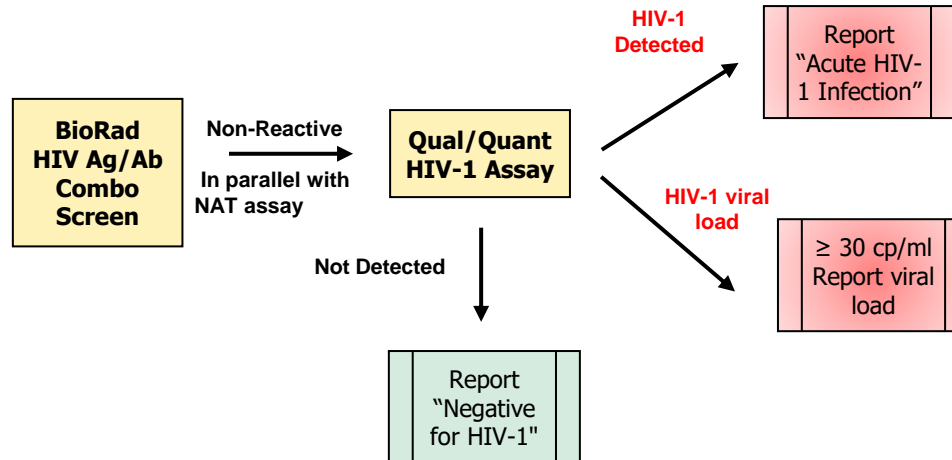 BioRad
HIV Ag/Ab
Combo
Screen
Non-Reactive
In parallel with
NAT assay
Qual/Quant
HIV-1 Assay
HIV-1
Detected
Report
“Acute HIV-
1 Infection”
HIV-1 viral
load
≥ 30 cp/ml
Report viral
load
Not Detected
Report
“Negative
for HIV-1"